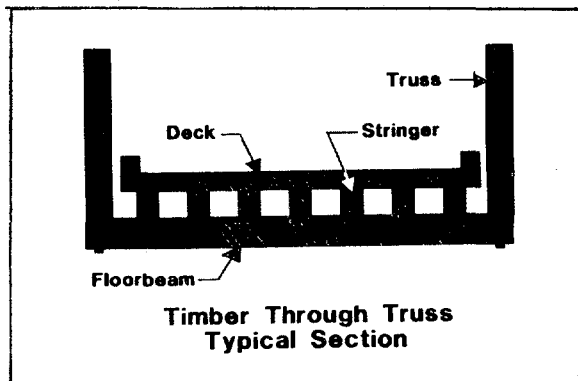 Truss
Deck
Stringer
Floorbeam
Timber Through Truss
Typical Section